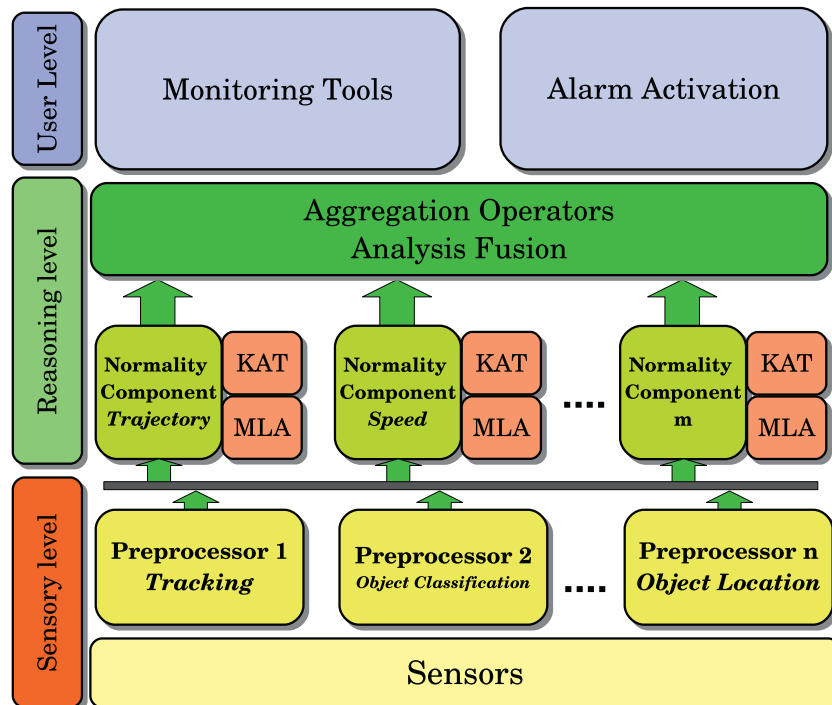 User Level
Monitoring Tools
Alarm Activation
Reasoning level
Aggregation Operators
Analysis Fusion
Normality
Component
Trajectory
KAT
MLA
Normality
Component
Speed
KAT
MLA
....
Normality
Component
m
KAT
MLA
Sensory level
Preprocessor 1
Tracking
Preprocessor 2
Object Classification
....
Preprocessor n
Object Location
Sensors